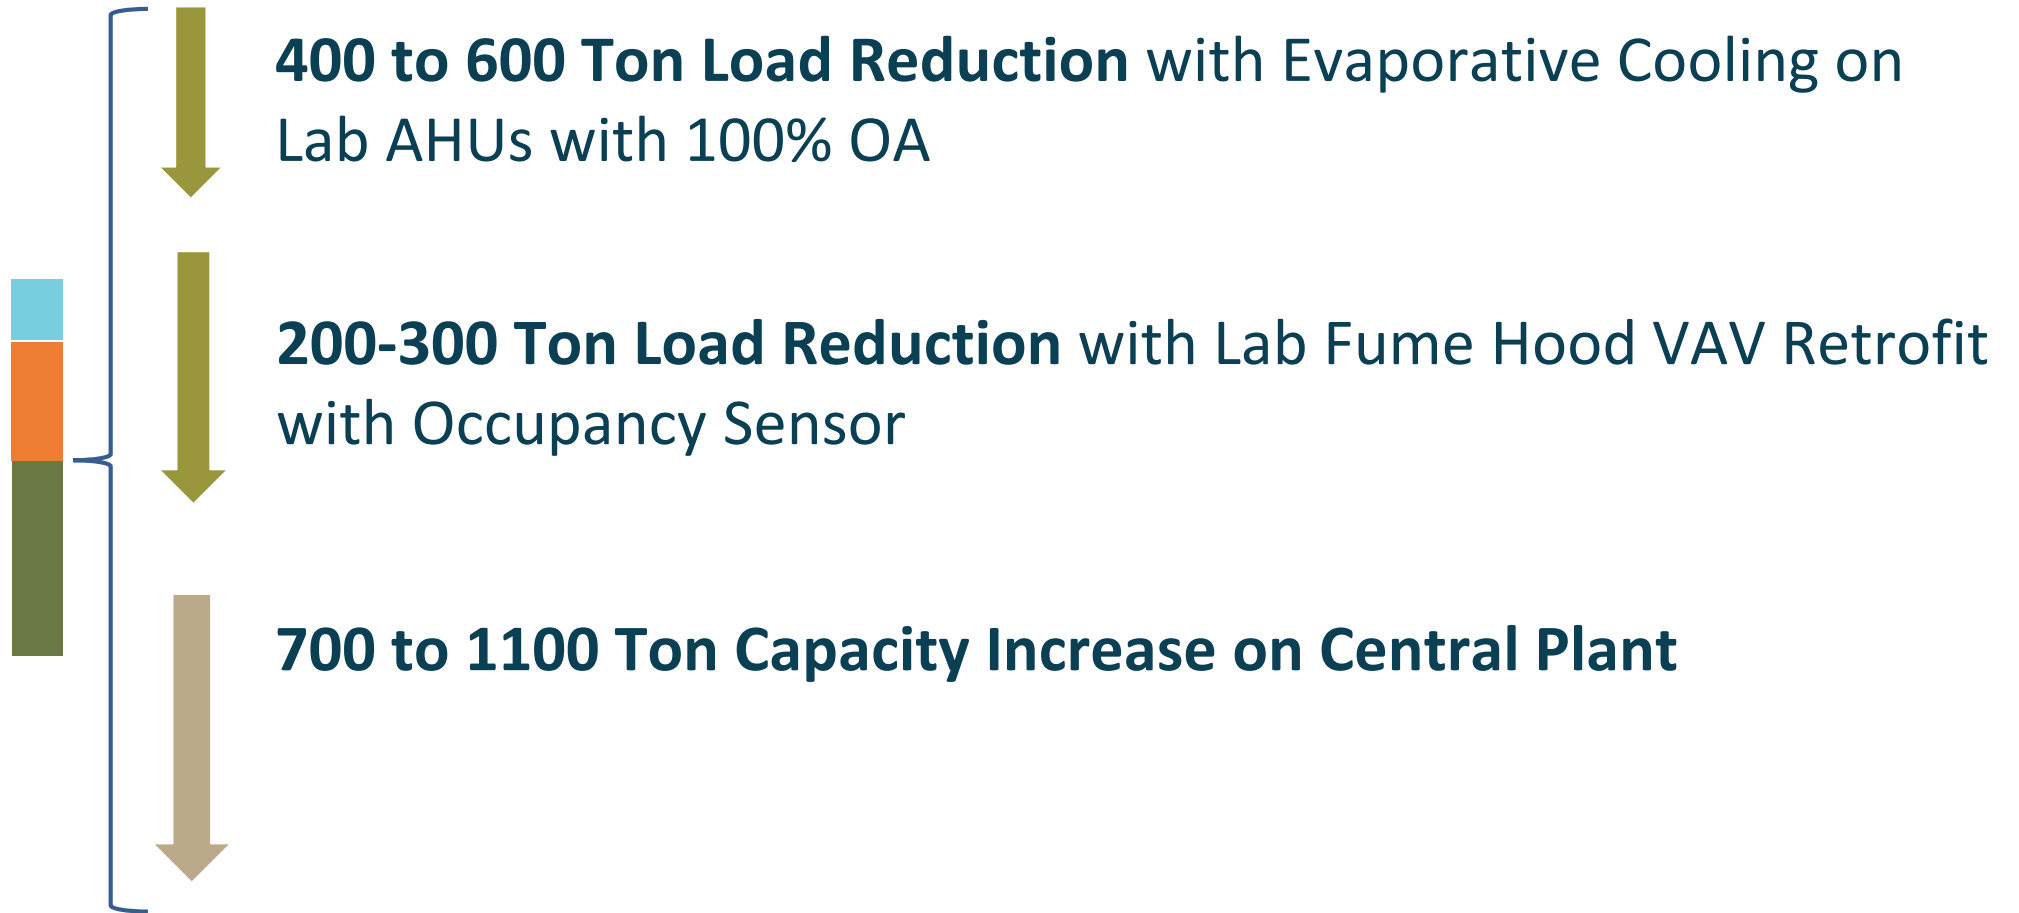 400 to 600 Ton Load Reduction with Evaporative Cooling on
Lab AHUs with 100% OA
200-300 Ton Load Reduction with Lab Fume Hood VAV Retrofit
with Occupancy Sensor
700 to 1100 Ton Capacity Increase on Central Plant